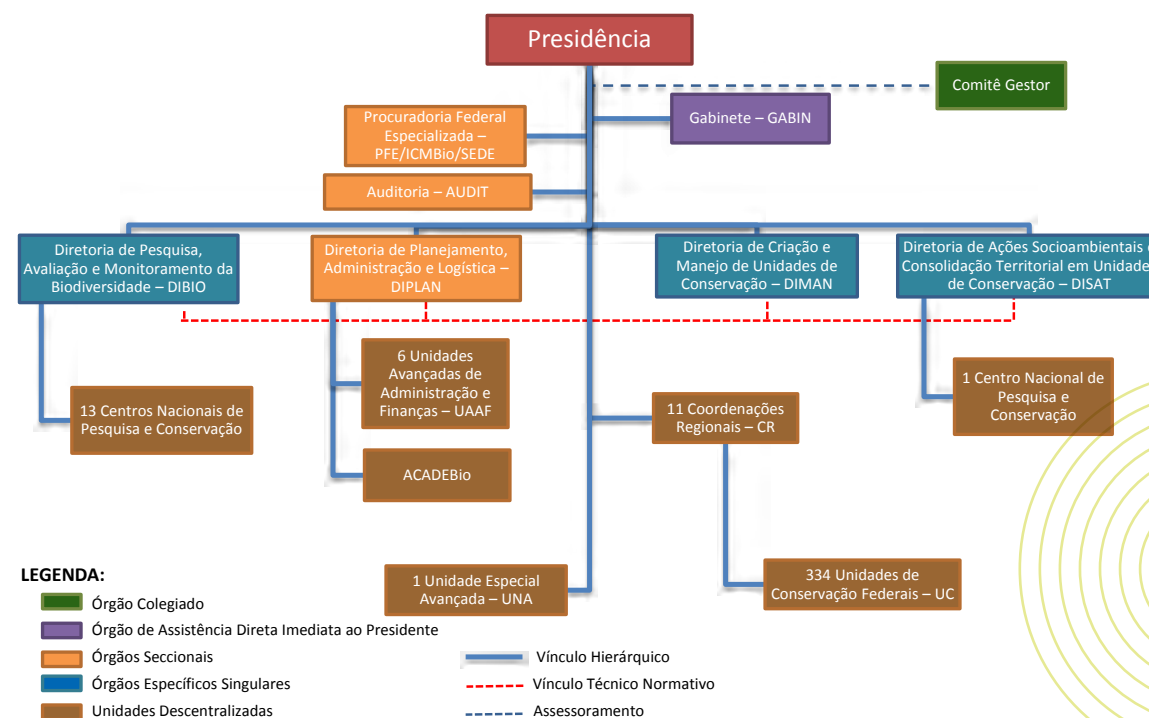 Presidência
Comitê Gestor
Gabinete – GABIN
Procuradoria Federal
Especializada –
PFE/ICMBio/SEDE
Auditoria – AUDIT
Diretoria de Pesquisa,
Avaliação e Monitoramento da
Biodiversidade – DIBIO
Diretoria de Planejamento,
Administração e Logística –
DIPLAN
Diretoria de Criação e
Manejo de Unidades de
Conservação – DIMAN
Diretoria de Ações Socioambientais
Consolidação Territorial em Unidade
de Conservação – DISAT
13 Centros Nacionais de
Pesquisa e Conservação
6 Unidades
Avançadas de
Administração e
Finanças – UAAF
ACADEBio
11 Coordenações
Regionais – CR
1 Centro Nacional de
Pesquisa e
Conservação
1 Unidade Especial
Avançada – UNA
334 Unidades de
Conservação Federais – UC
LEGENDA:
Órgão Colegiado
Órgão de Assistência Direta Imediata ao Presidente
Órgãos Seccionais
Órgãos Específicos Singulares
Unidades Descentralizadas
Vínculo Hierárquico
Vínculo Técnico Normativo
Assessoramento